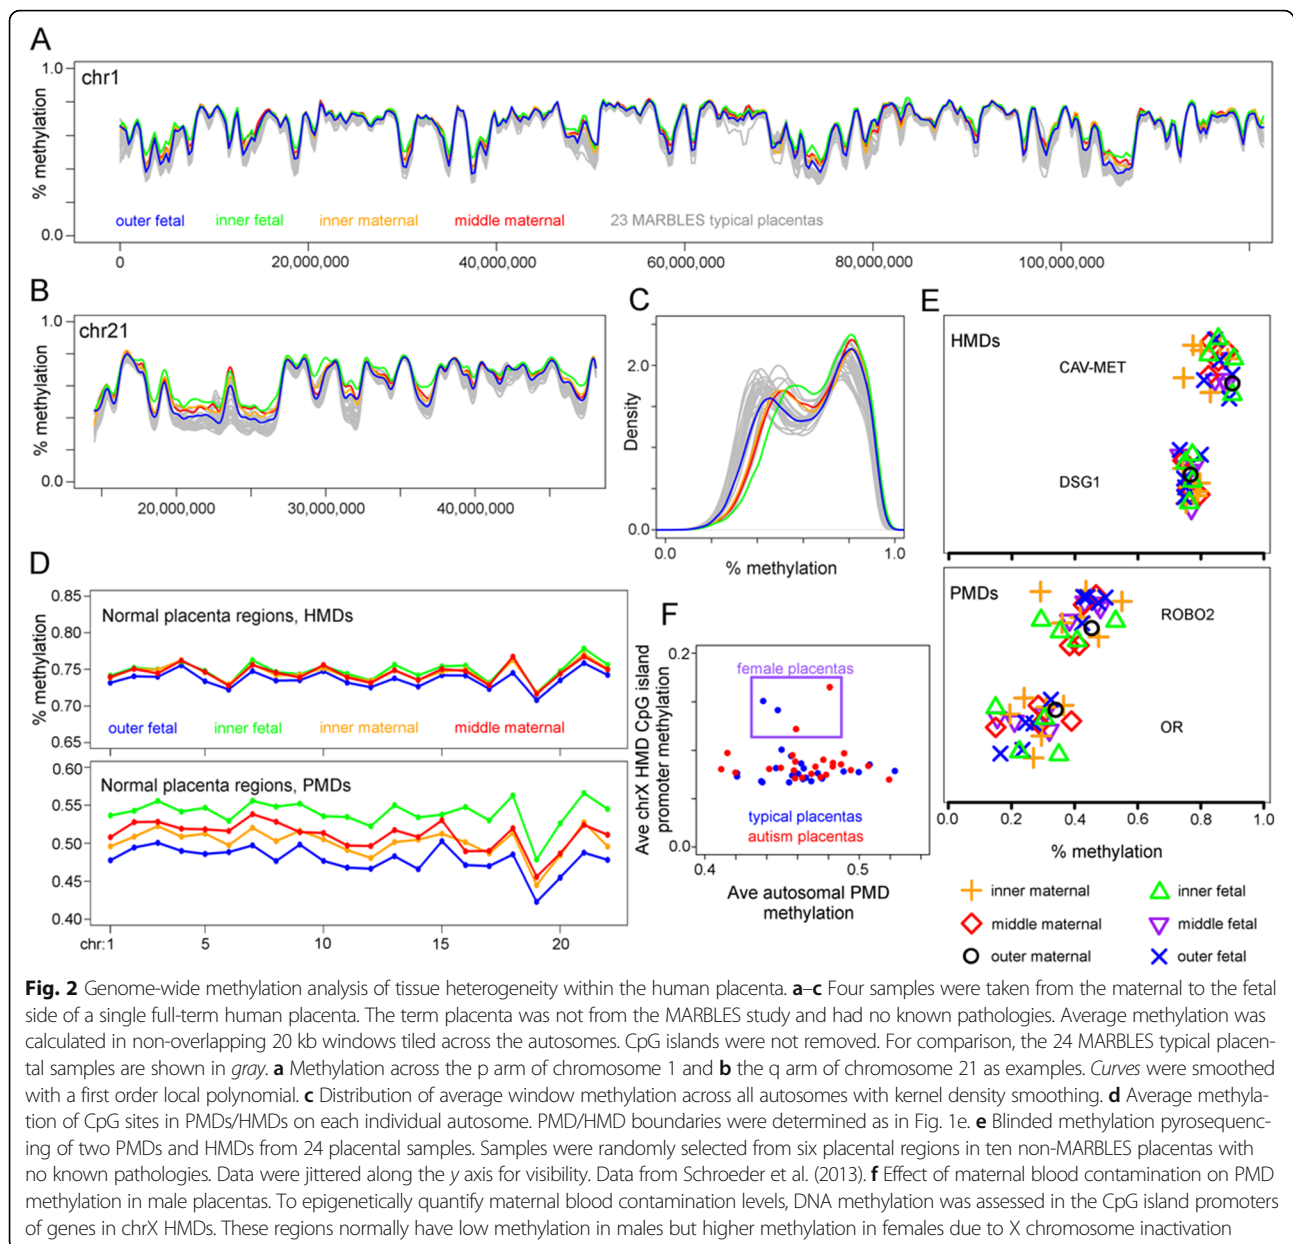 A
chr1
% methylation
1.0
0.0
outer fetal inner fetal inner maternal middle maternal 23 MARBLES typical placentas
0 20,000,000 40,000,000 60,000,000 80,000,000 100,000,000
B
chr21
% methylation
1.0
0.0
20,000,000 30,000,000 40,000,000
C
Density
2.0
0.0
0.0 1.0
% methylation
D
% methylation
0.85
0.80
0.75
0.70
0.65
Normal placenta regions, HMDs
outer fetal inner fetal inner maternal middle maternal
0.60
0.55
0.50
0.45
0.40
Normal placenta regions, PMDs
chr:1 5 10 15 20
E
HMDs
CAV-MET
DSG1
PMDs
ROBO2
OR
0.0 0.2 0.4 0.6 0.8 1.0
% methylation
inner maternal inner fetal
middle maternal middle fetal
outer maternal outer fetal
F
Ave chrX HMD CpG island
promoter methylation
0.2
0.0
female placentas
typical placentas
autism placentas
0.4 0.5
Ave autosomal PMD
methylation
Fig. 2 Genome-wide methylation analysis of tissue heterogeneity within the human placenta. a–c Four samples were taken from the maternal to the fetal
side of a single full-term human placenta. The term placenta was not from the MARBLES study and had no known pathologies. Average methylation was
calculated in non-overlapping 20 kb windows tiled across the autosomes. CpG islands were not removed. For comparison, the 24 MARBLES typical placen-
tal samples are shown in gray. a Methylation across the p arm of chromosome 1 and b the q arm of chromosome 21 as examples. Curves were smoothed
with a first order local polynomial. c Distribution of average window methylation across all autosomes with kernel density smoothing. d Average methyla-
tion of CpG sites in PMDs/HMDs on each individual autosome. PMD/HMD boundaries were determined as in Fig. 1e. e Blinded methylation pyrosequenc-
ing of two PMDs and HMDs from 24 placental samples. Samples were randomly selected from six placental regions in ten non-MARBLES placentas with
no known pathologies. Data were jittered along the y axis for visibility. Data from Schroeder et al. (2013). f Effect of maternal blood contamination on PMD
methylation in male placentas. To epigenetically quantify maternal blood contamination levels, DNA methylation was assessed in the CpG island promoters
of genes in chrX HMDs. These regions normally have low methylation in males but higher methylation in females due to X chromosome inactivation